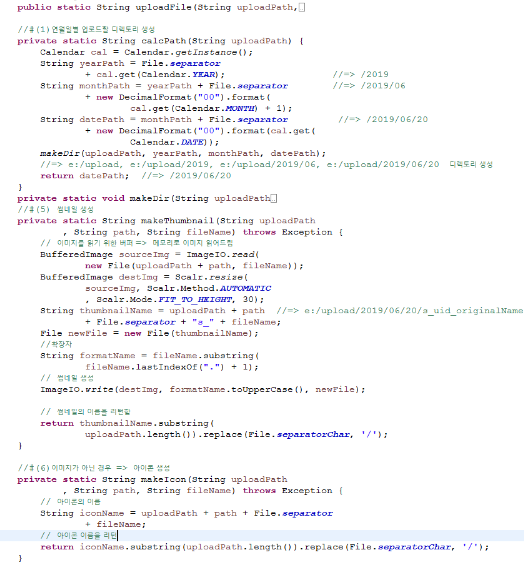 public static String uploadFile(String uploadPath,
//#(1)연월일별 업로드할 디렉토리 생성
private static String calcPath(String uploadPath) {
Calendar cal = Calendar.getInstance();
String yearPath = File.separator
+ cal.get(Calendar.YEAR); //=> /2019
String monthPath = yearPath + File.separator //=> /2019/06
+ new DecimalFormat("00").format(
cal.get(Calendar.MONTH) + 1);
String datePath = monthPath + File.separator //=> /2019/06/20
+ new DecimalFormat("00").format(cal.get(
Calendar.DATE));
makeDir(uploadPath, yearPath, monthPath, datePath);
//=> e:/upload, e:/upload/2019, e:/upload/2019/06, e:/upload/2019/06/20 디렉토리 생성
return datePath; //=> /2019/06/20
}
private static void makeDir(String uploadPath
//#(5) 썸네일 생성
private static String makeThumbnail(String uploadPath
, String path, String fileName) throws Exception {
// 이미지를 읽기 위한 버퍼 => 메모리로 이미지 읽어드림
BufferedImage sourceImg = ImageIO.read(
new File(uploadPath + path, fileName));
BufferedImage destImg = Scalr.resize(
sourceImg, Scalr.Method.AUTOMATIC
, Scalr.Mode.FIT_TO_HEIGHT, 30);
String thumbnailName = uploadPath + path //=> e:/upload/2019/06/20/s_uid_originalName
+ File.separator + "s_" + fileName;
File newFile = new File(thumbnailName);
//확장자
String formatName = fileName.substring(
fileName.lastIndexOf(".") + 1);
// 썸네일 생성
ImageIO.write(destImg, formatName.toUpperCase(), newFile);
// 썸네일의 이름을 리턴함
return thumbnailName.substring(
uploadPath.length()).replace(File.separatorChar, '/');
}
//#(6)이미지가 아닌 경우 => 아이콘 생성
private static String makeIcon(String uploadPath
, String path, String fileName) throws Exception {
// 아이콘의 이름
String iconName = uploadPath + path + File.separator
+ fileName;
// 아이콘 이름을 리턴
return iconName.substring(uploadPath.length()).replace(File.separatorChar, '/');
}